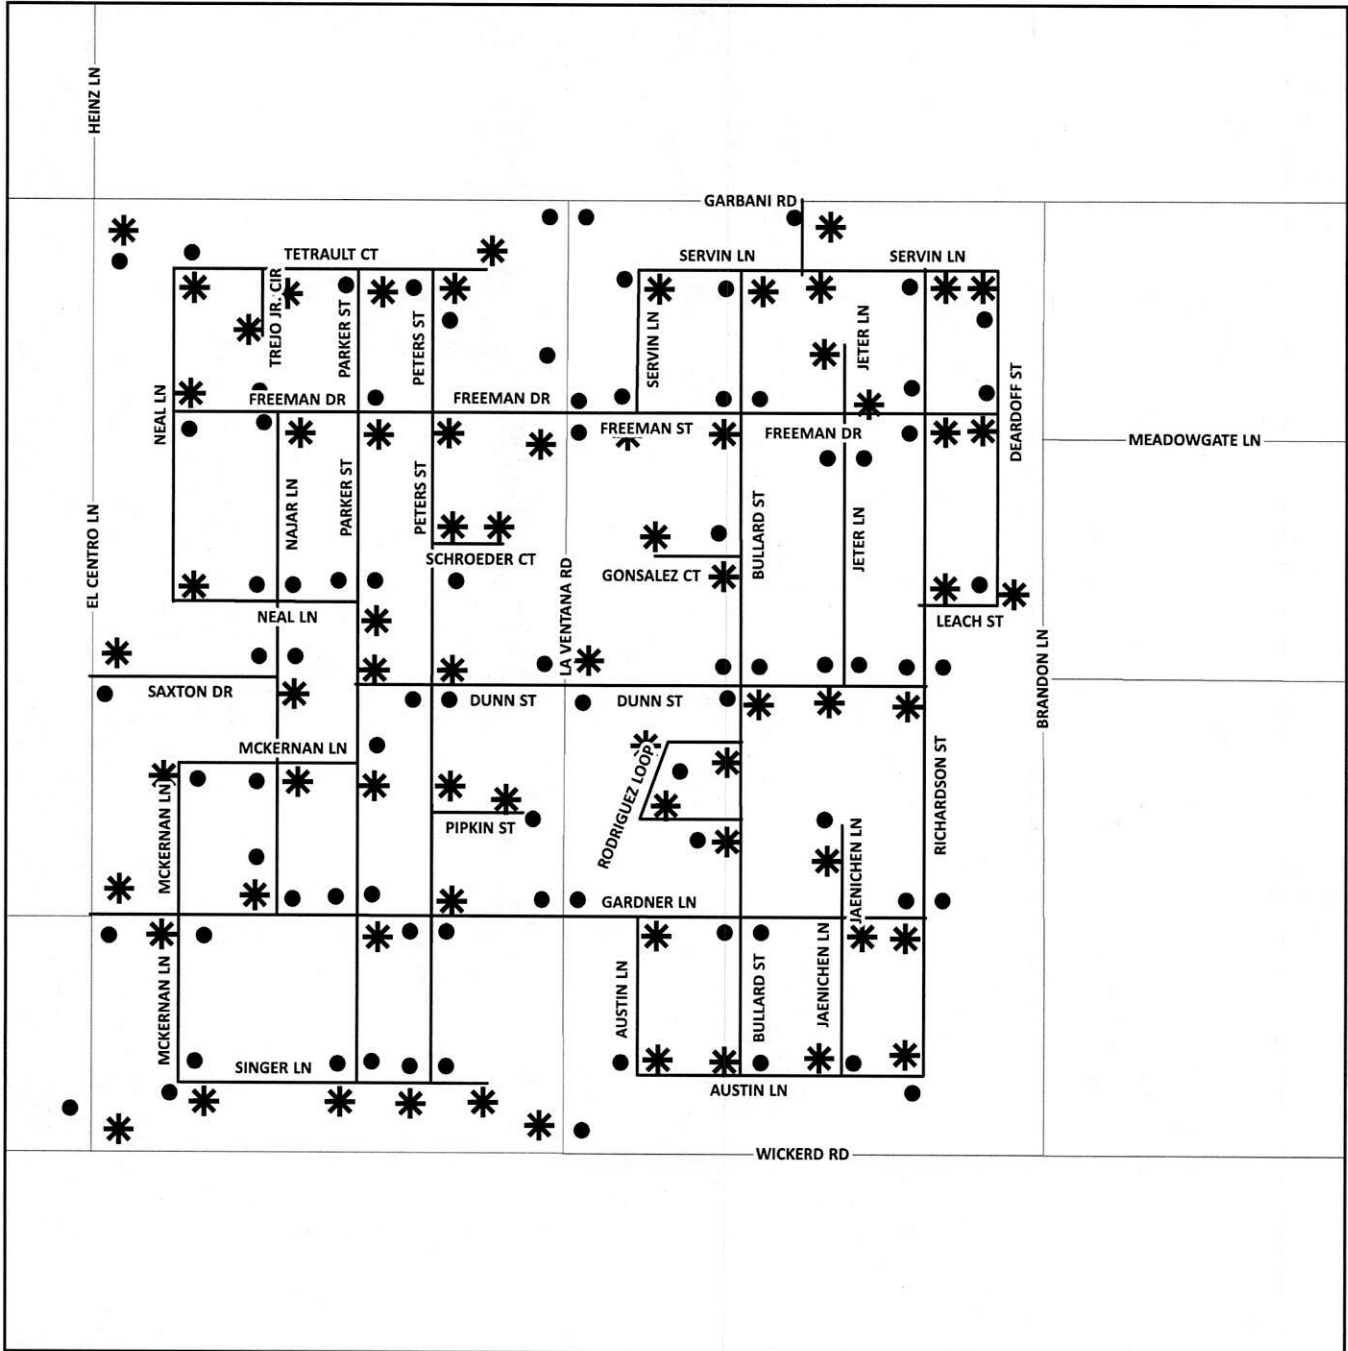 HEINZ LN
GARBANI RD
TETRAULT CT
SERVIN LN
SERVIN LN
TREJO JR. CIR
PARKER ST
PETERS ST
SERVIN LN
JETER LN
NEAL LN
FREEMAN DR
FREEMAN DR
FREEMAN ST
FREEMAN DR
DEARDOFF ST
MEADOWGATE LN
NAJAR LN
PARKER ST
PETERS ST
BULLARD ST
JETER LN
EL CENTRO LN
SCHROEDER CT
LA VENTANA RD
GONSALEZ CT
NEAL LN
LEACH ST
BRANDON LN
SAXTON DR
DUNN ST
DUNN ST
MCKERNAN LN
MCKERNAN LN
PIPKIN ST
RODRIGUEZ LOOP
RICHARDSON ST
JAENICHEN LN
GARDNER LN
MCKERNAN LN
AUSTIN LN
BULLARD ST
JAENICHEN LN
SINGER LN
AUSTIN LN
WICKERD RD